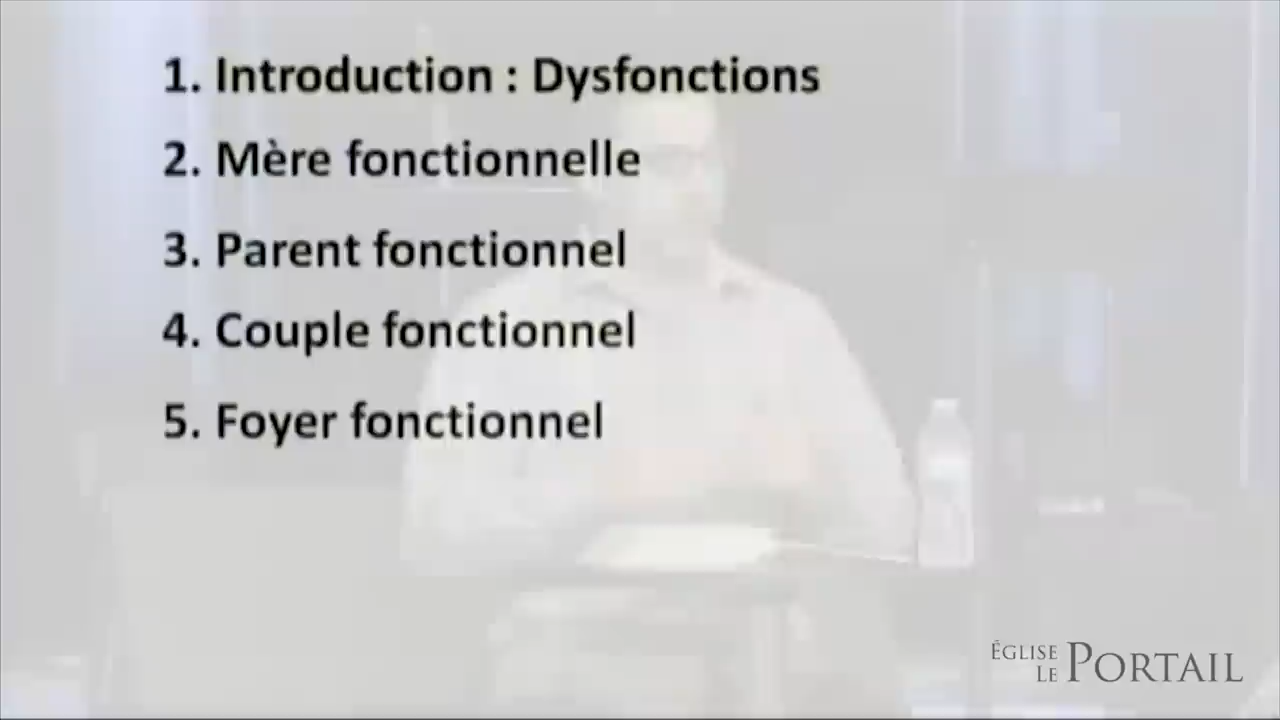 1. Introduction : Dysfonctions
2. Mère fonctionnelle
3. Parent fonctionnel
4. Couple fonctionnel
5. Foyer fonctionnel
ÉGLISE
LE PORTAIL